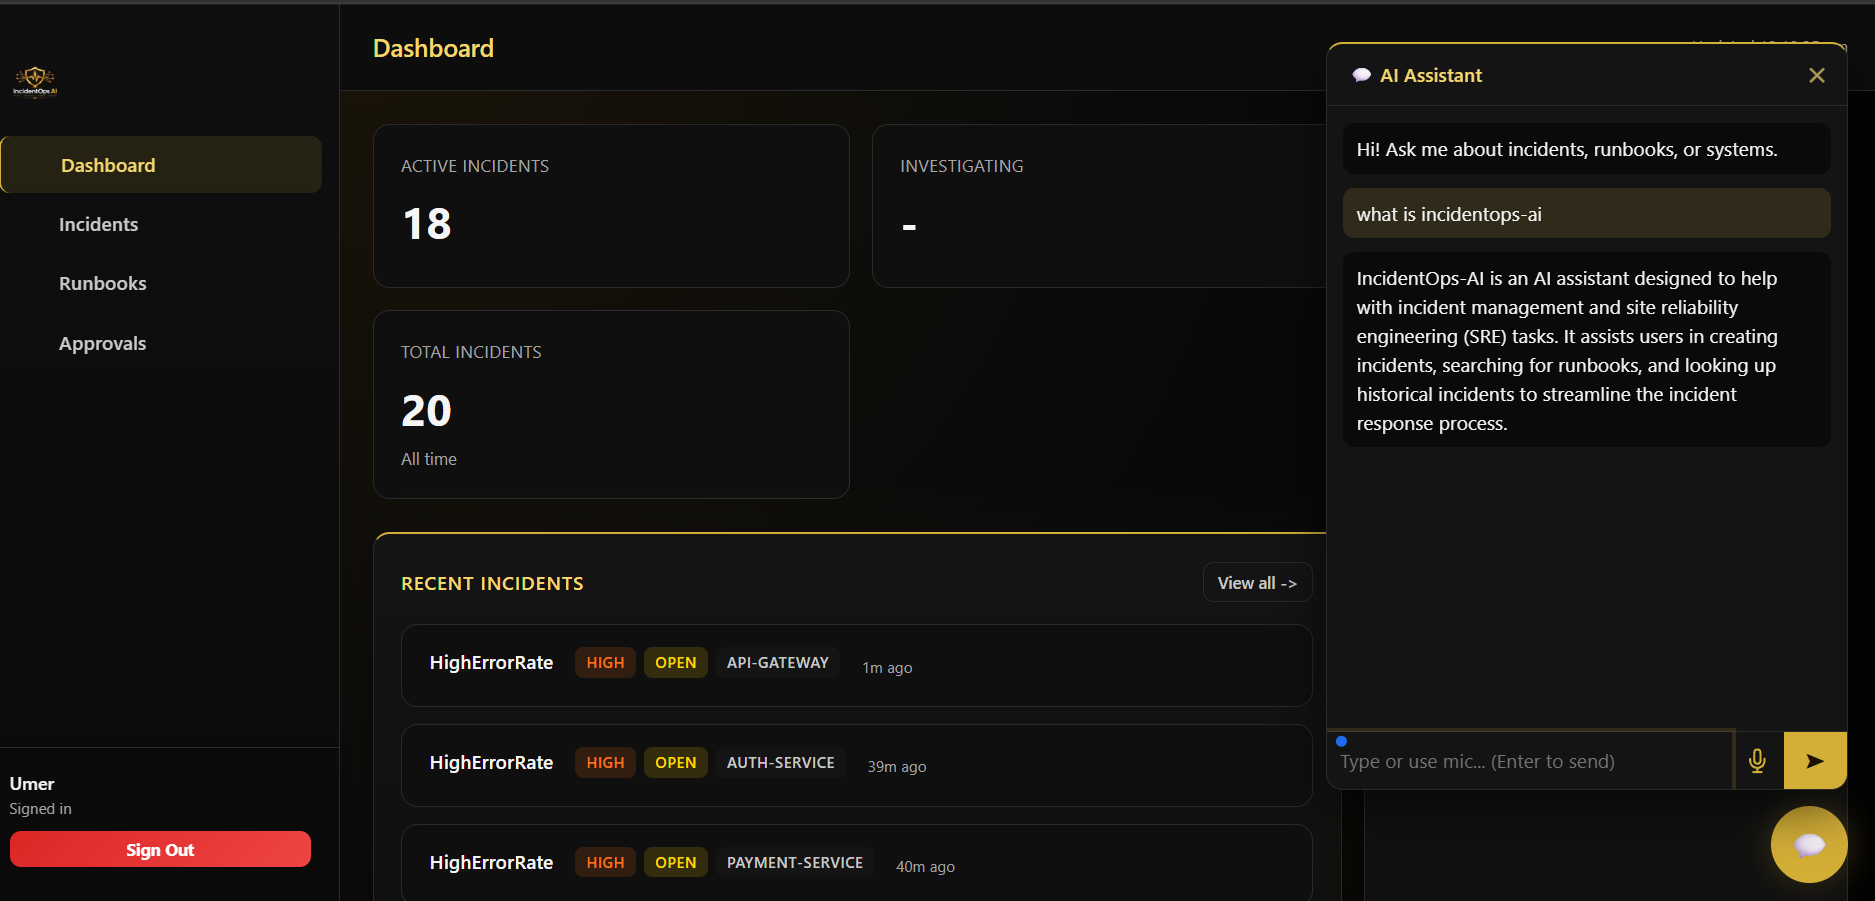 IncidentOps AI
Dashboard
Incidents
Runbooks
Approvals
Umer
Signed in
Sign Out
Dashboard
ACTIVE INCIDENTS
18
INVESTIGATING
-
TOTAL INCIDENTS
20
All time
RECENT INCIDENTS
View all ->
HighErrorRate HIGH OPEN API-GATEWAY 1m ago
HighErrorRate HIGH OPEN AUTH-SERVICE 39m ago
HighErrorRate HIGH OPEN PAYMENT-SERVICE 40m ago
AI Assistant
Hi! Ask me about incidents, runbooks, or systems.
what is incidentops-ai
IncidentOps-AI is an AI assistant designed to help
with incident management and site reliability
engineering (SRE) tasks. It assists users in creating
incidents, searching for runbooks, and looking up
historical incidents to streamline the incident
response process.
Type or use mic... (Enter to send)